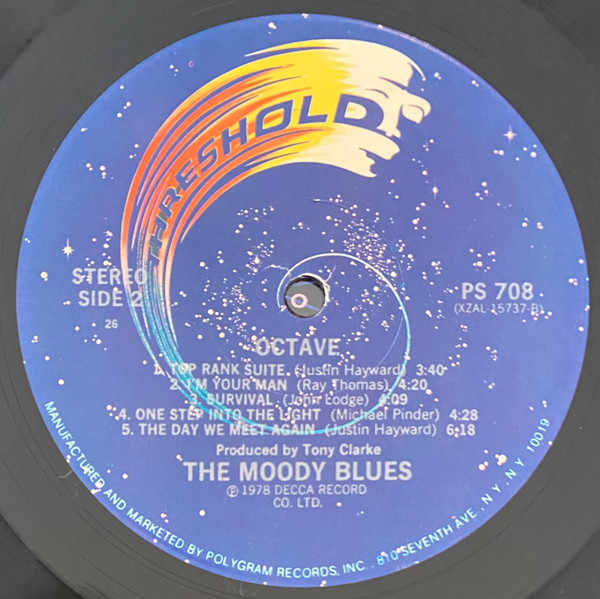 THRESHOLD
STEREO
SIDE 2
26
PS 708
(XZAL-15737-B)
OCTAVE
1. TOP RANK SUITE (Justin Hayward) 3:40
2. I'M YOUR MAN (Ray Thomas) 4:20
3. SURVIVAL (John Lodge) 4:09
4. ONE STEP INTO THE LIGHT (Michael Pinder) 4:28
5. THE DAY WE MEET AGAIN (Justin Hayward) 6:18
Produced by Tony Clarke
THE MOODY BLUES
℗ 1978 DECCA RECORD
CO. LTD.
MANUFACTURED AND MARKETED BY POLYGRAM RECORDS, INC. 810 SEVENTH AVE., N.Y., N.Y. 10019